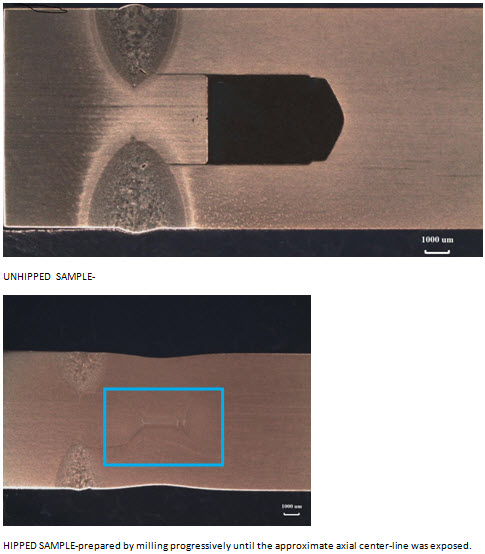 1000 um
UNHIPPED SAMPLE-
1000 um
HIPPED SAMPLE-prepared by milling progressively until the approximate axial center-line was exposed.